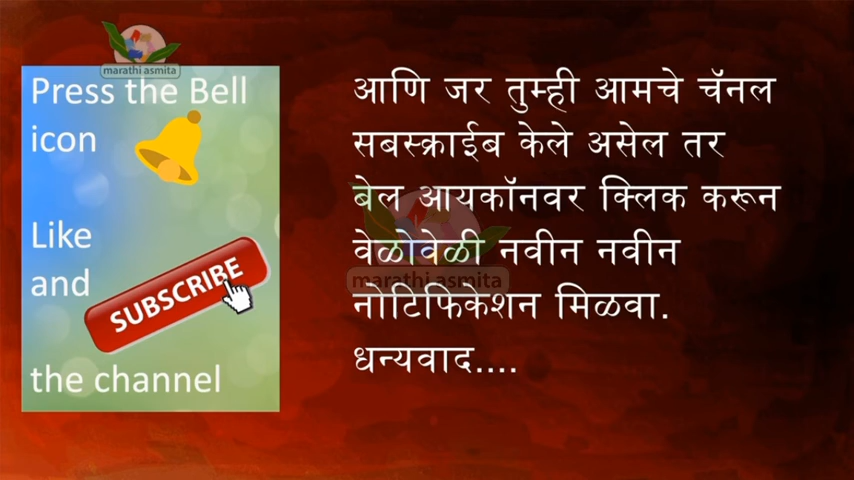 marathi asmita
Press the Bell
icon
Like
and
SUBSCRIBE
the channel
आणि जर तुम्ही आमचे चॅनल
सबस्क्राईब केले असेल तर
बेल आयकॉनवर क्लिक करून
वेळोवेळी नवीन नवीन
marathi asmita
नोटिफिकेशन मिळवा.
धन्यवाद....